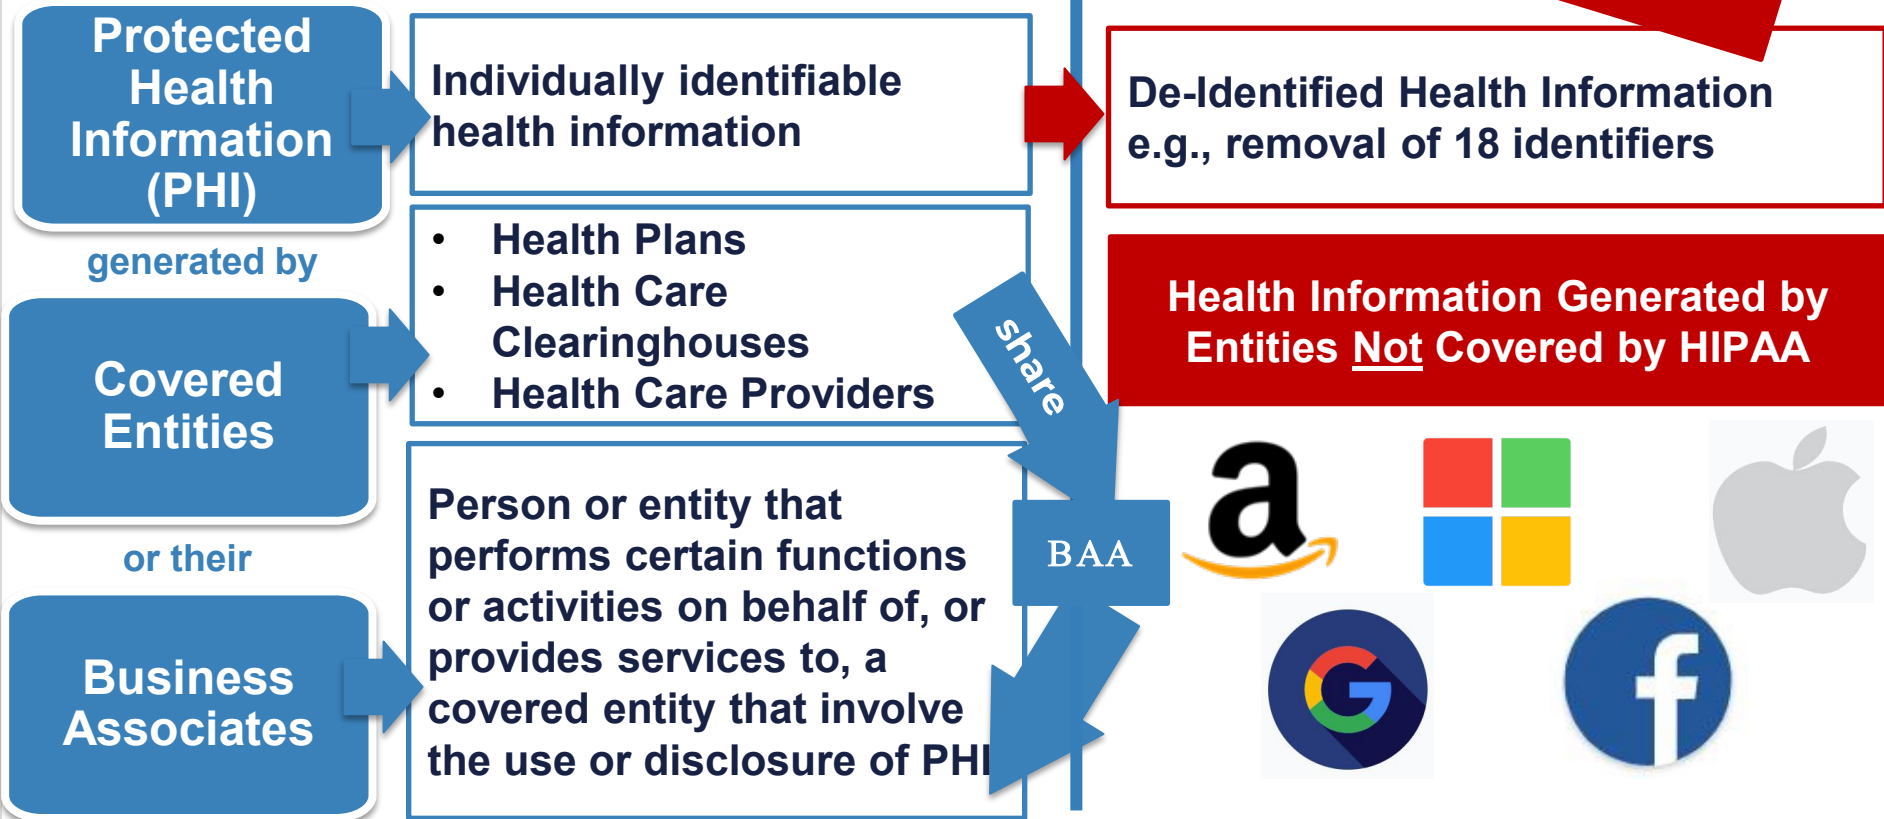 Protected
Health
Information
(PHI)
generated by
Covered
Entities
or their
Business
Associates
Individually identifiable
health information
• Health Plans
• Health Care
Clearinghouses
• Health Care Providers
Person or entity that
performs certain functions
or activities on behalf of, or
provides services to, a
covered entity that involve
the use or disclosure of PHI
share
BAA
De-Identified Health Information
e.g., removal of 18 identifiers
Health Information Generated by
Entities Not Covered by HIPAA
a
G
f